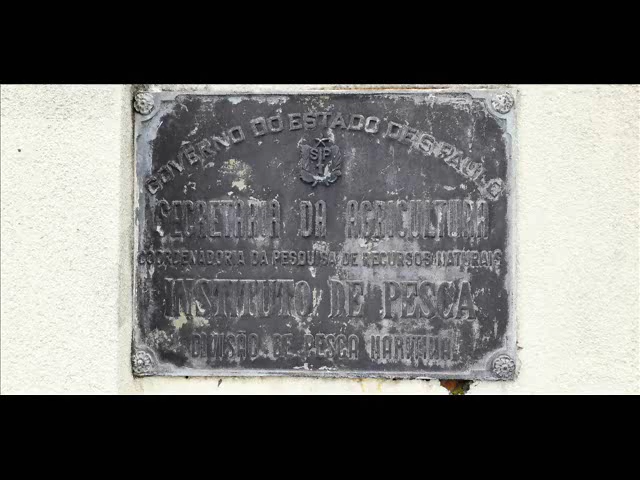 GOVERNO DO ESTADO DE S. PAULO
SP
SECRETARIA DA AGRICULTURA
COORDENADORIA DA PESQUISA DE RECURSOS NATURAIS
INSTITUTO DE PESCA
DIVISÃO DE PESCA MARITIMA